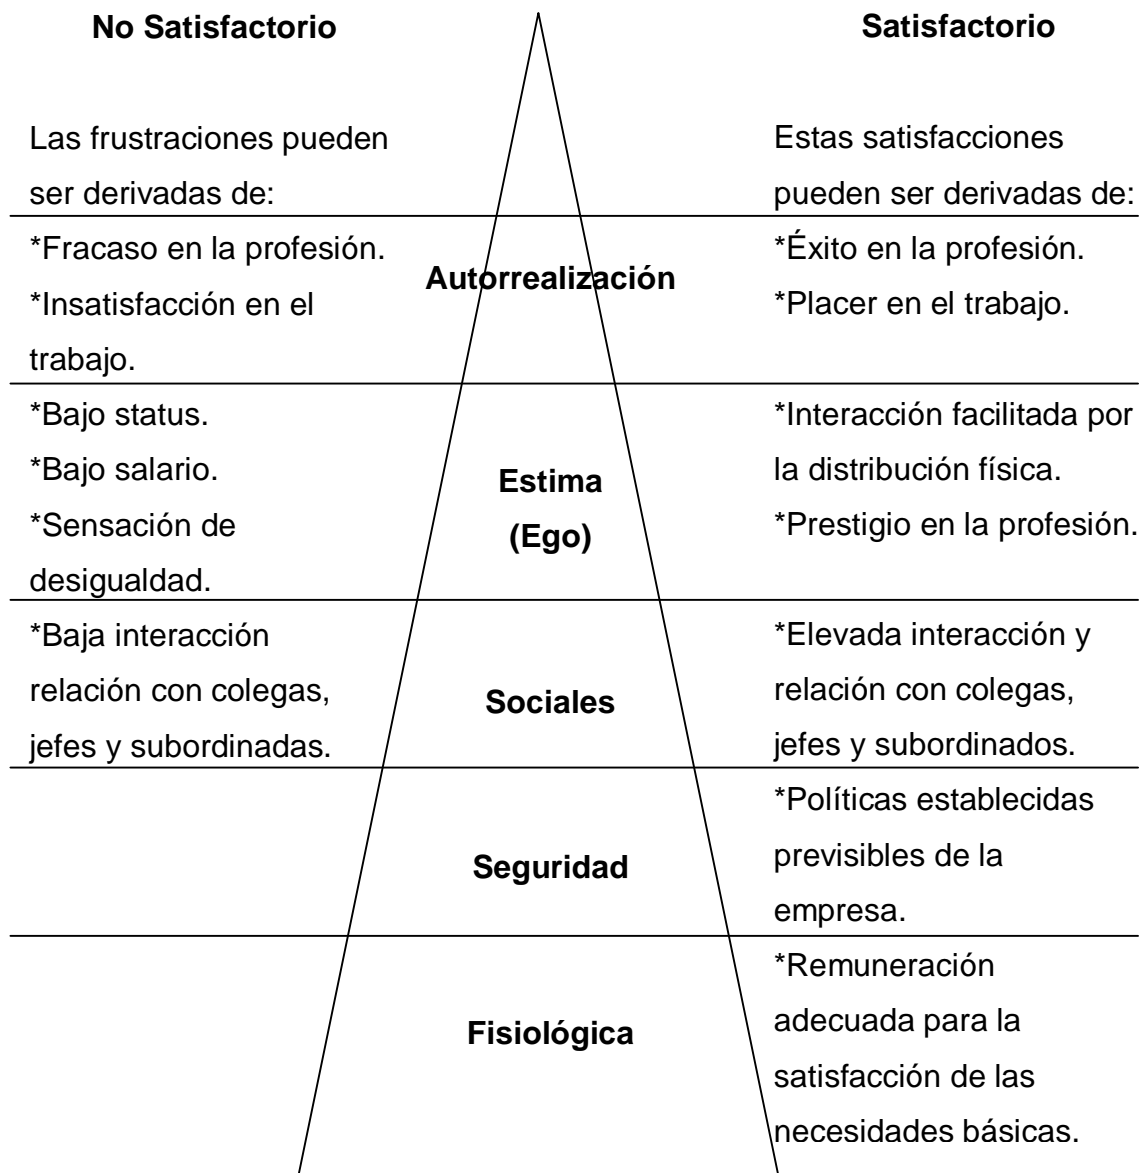 No Satisfactorio
Satisfactorio
Las frustraciones pueden
ser derivadas de:
Estas satisfacciones
pueden ser derivadas de:
*Fracaso en la profesión.
*Insatisfacción en el
trabajo.
Autorrealización
*Éxito en la profesión.
*Placer en el trabajo.
*Bajo status.
*Bajo salario.
*Sensación de
desigualdad.
Estima
(Ego)
*Interacción facilitada por
la distribución física.
*Prestigio en la profesión.
*Baja interacción
relación con colegas,
jefes y subordinadas.
Sociales
*Elevada interacción y
relación con colegas,
jefes y subordinados.
Seguridad
*Políticas establecidas
previsibles de la
empresa.
Fisiológica
*Remuneración
adecuada para la
satisfacción de las
necesidades básicas.